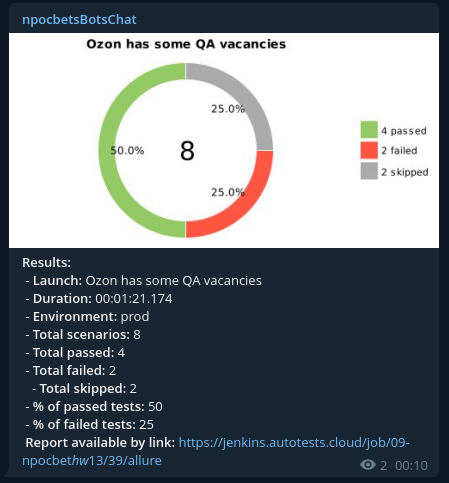 npocbetsBotsChat
Ozon has some QA vacancies
25.0%
50.0%
8
25.0%
4 passed
2 failed
2 skipped
Results:
- Launch: Ozon has some QA vacancies
- Duration: 00:01:21.174
- Environment: prod
- Total scenarios: 8
- Total passed: 4
- Total failed: 2
- Total skipped: 2
- % of passed tests: 50
- % of failed tests: 25
Report available by link: https://jenkins.autotests.cloud/job/09-
npocbethw13/39/allure
2 00:10